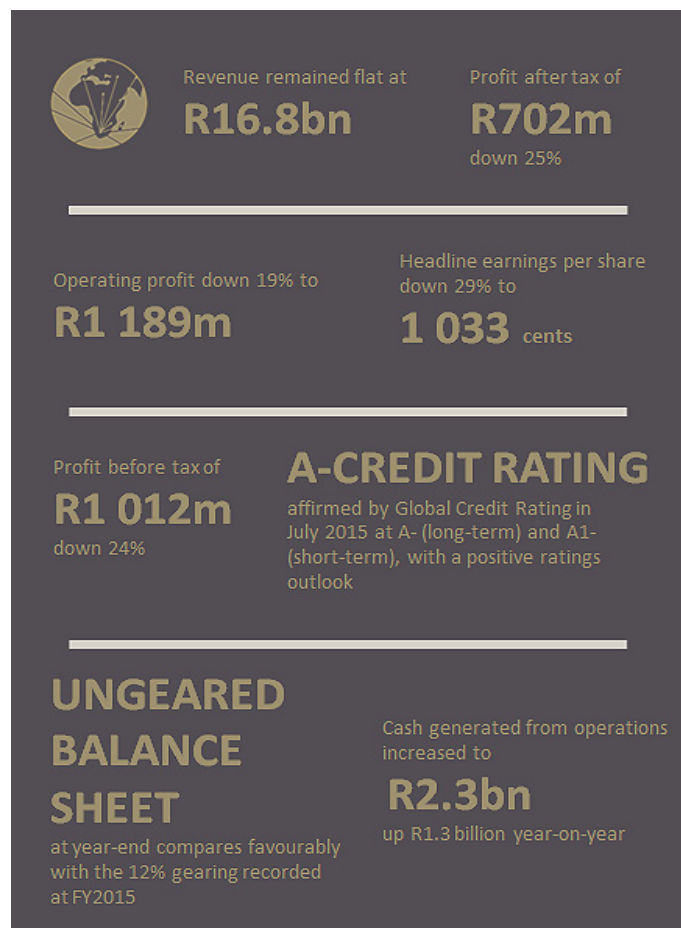 Revenue remained flat at
R16.8bn
Profit after tax of
R702m
down 25%
Operating profit down 19% to
R1 189m
Headline earnings per share
down 29% to
1 033 cents
Profit before tax of
R1 012m
down 24%
A-CREDIT RATING
affirmed by Global Credit Rating in
July 2015 at A- (long-term) and A1-
(short-term), with a positive ratings
outlook
UNGEARED
BALANCE
SHEET
at year-end compares favourably
with the 12% gearing recorded
at FY2015
Cash generated from operations
increased to
R2.3bn
up R1.3 billion year-on-year